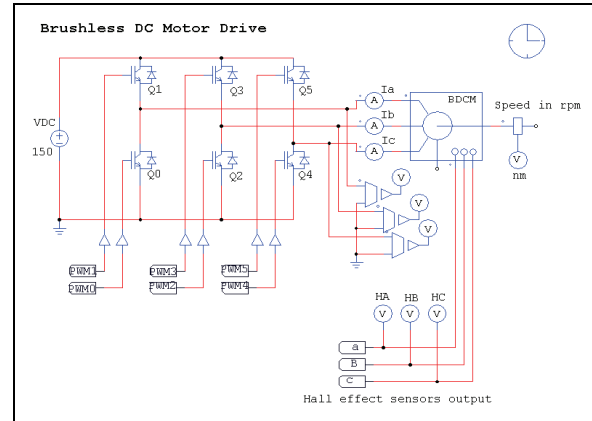 Brushless DC Motor Drive
Q1
Q3
Q5
Ia
BDCM
Speed in rpm
VDC
150
Ib
Ic
A
A
A
V
nm
Q0
Q2
Q4
V
V
V
PWM1
PWM3
PWM5
PWM0
PWM2
PWM4
HA
HB
HC
V
V
V
a
B
C
Hall effect sensors output